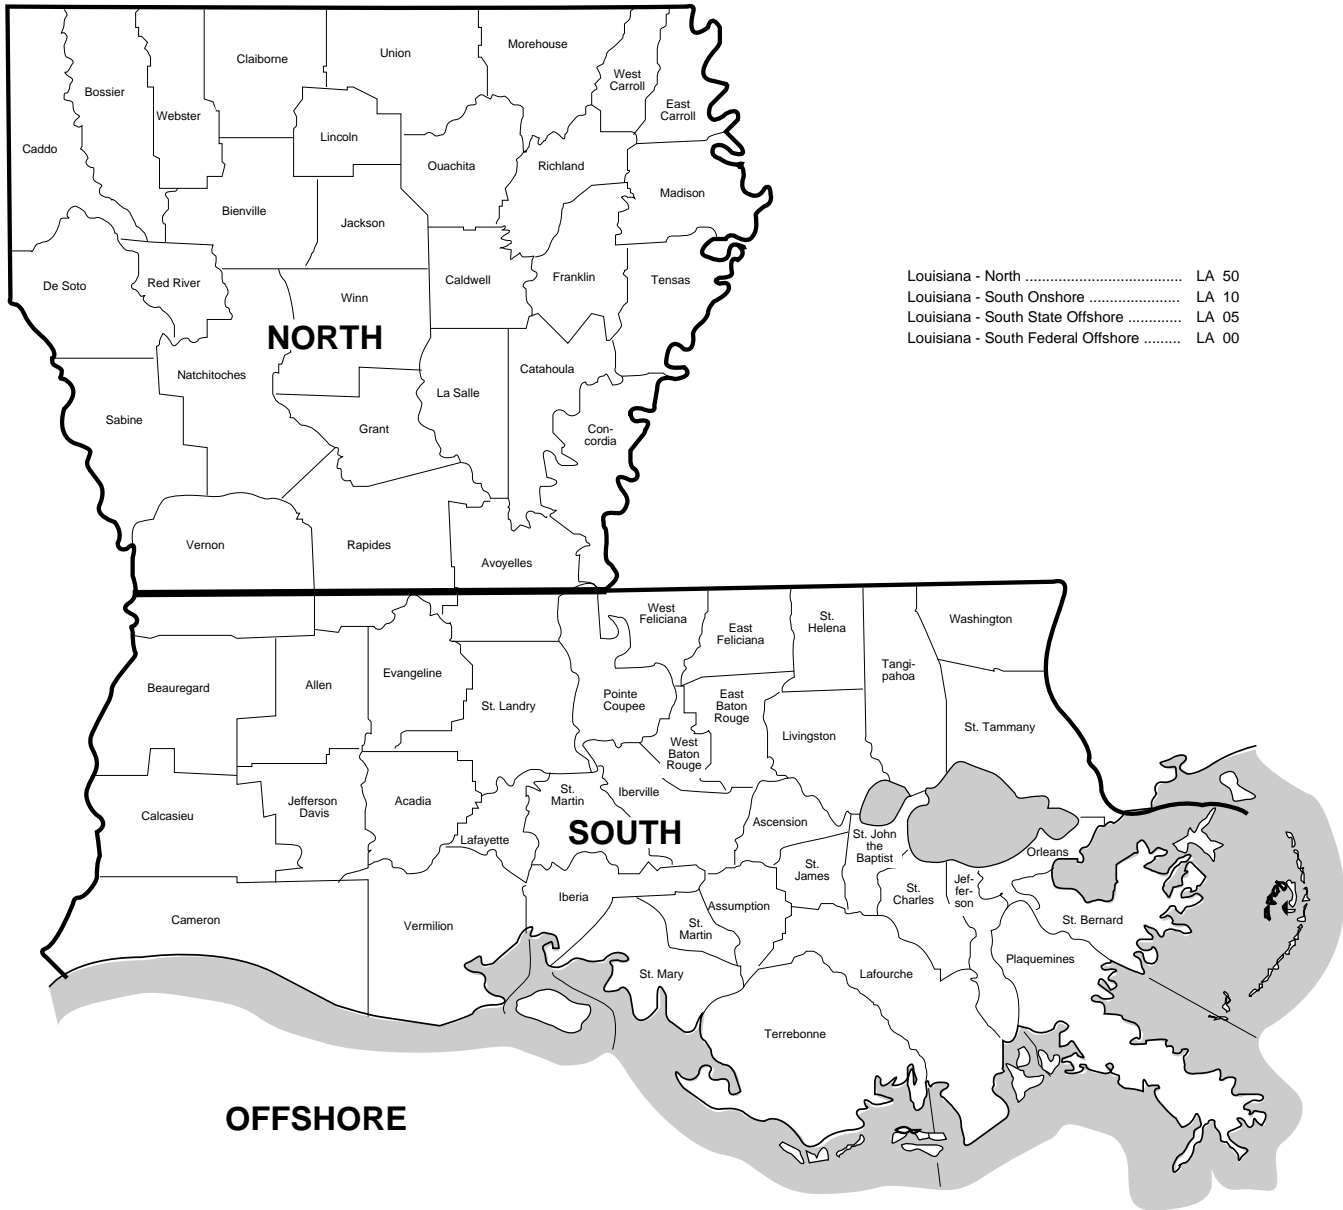 Claiborne
Union
Morehouse
West
Carroll
Bossier
Webster
East
Carroll
Caddo
Lincoln
Ouachita
Richland
Madison
Bienville
Jackson
De Soto
Red River
Winn
Caldwell
Franklin
Tensas
Louisiana - North ...................................... LA 50
Louisiana - South Onshore ...................... LA 10
Louisiana - South State Offshore ............. LA 05
Louisiana - South Federal Offshore ......... LA 00
NORTH
Natchitoches
La Salle
Catahoula
Sabine
Grant
Con-
cordia
Vernon
Rapides
Avoyelles
West
Feliciana
East
Feliciana
St.
Helena
Washington
Tangi-
pahoa
Beauregard
Allen
Evangeline
St. Landry
Pointe
Coupee
East
Baton
Rouge
West
Baton
Rouge
Livingston
St. Tammany
Calcasieu
Jefferson
Davis
Acadia
Lafayette
St.
Martin
Iberville
SOUTH
Ascension
St. John
the
Baptist
Orleans
St.
James
St.
Charles
Jef-
fer-
son
Cameron
Vermilion
Iberia
St.
Martin
Assumption
St. Bernard
Plaquemines
St. Mary
Lafourche
Terrebonne
OFFSHORE